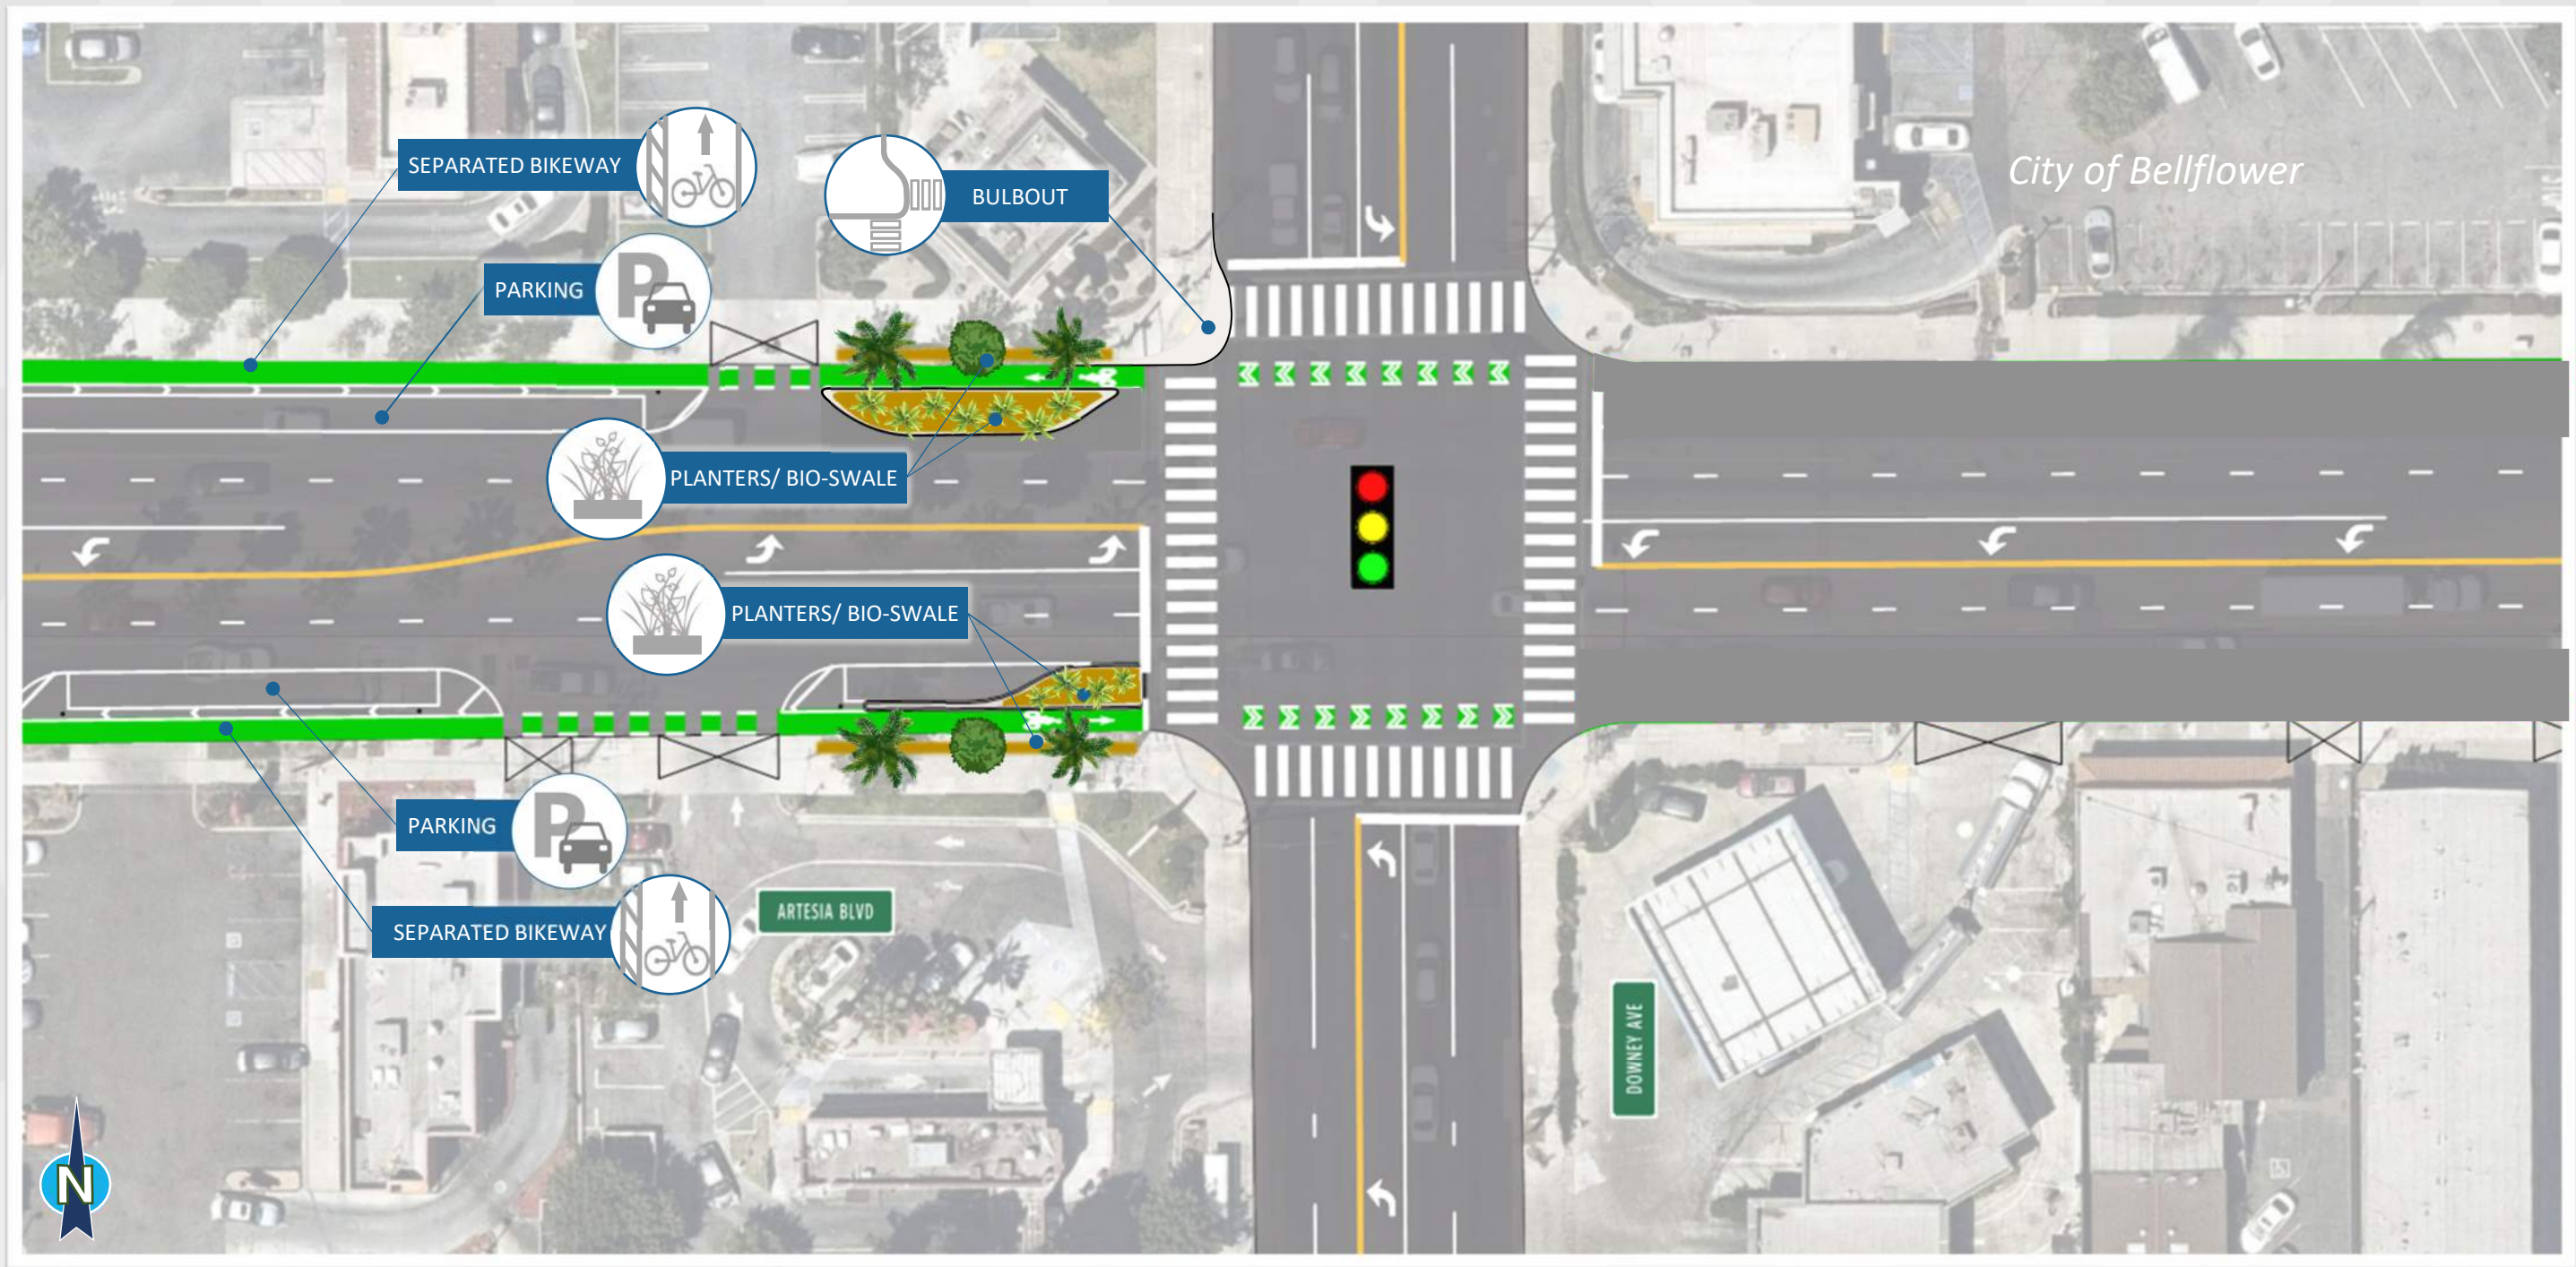 SEPARATED BIKEWAY
City of Bellflower
BULBOUT
PARKING
P
PLANTERS/ BIO-SWALE
PLANTERS/ BIO-SWALE
PARKING
P
ARTESIA BLVD
SEPARATED BIKEWAY
DOWNEY AVE
N